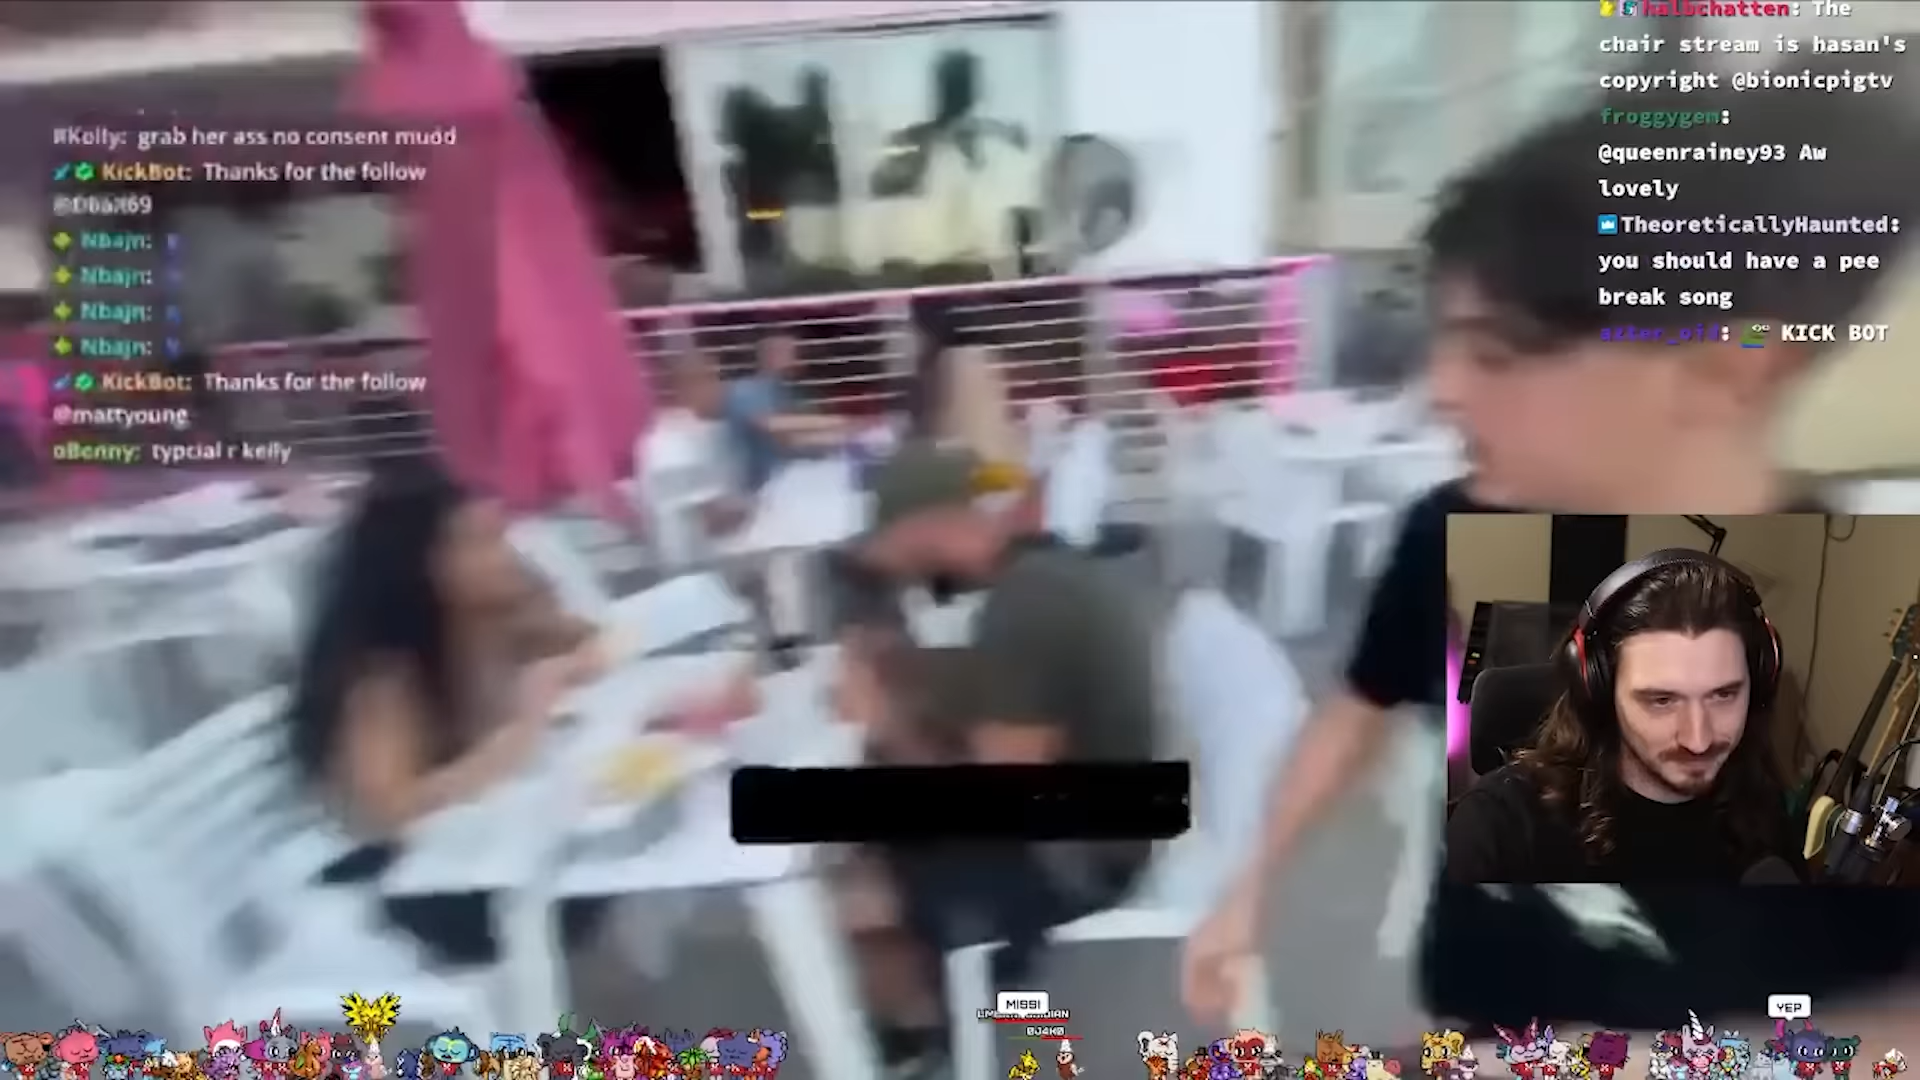 #Kelly: grab her ass no consent mudd
KickBot: Thanks for the follow
Nbajn:
Nbajn:
Nbajn:
Nbajn:
KickBot: Thanks for the follow
@mattyoung
oBenny: typcial r kelly
halbchatten: The
chair stream is hasan's
copyright @bionicpigtv
froggygem:
@queenrainey93 Aw
lovely
TheoreticallyHaunted:
you should have a pee
break song
KICK BOT
MISSI
YEP